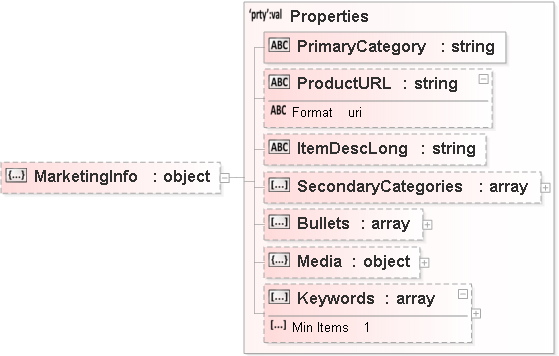 'prty':val Properties
ABC PrimaryCategory : string
ABC ProductURL : string
ABC Format uri
ABC ItemDescLong : string
{...} MarketingInfo : object
[...] SecondaryCategories : array
[...] Bullets : array
{...} Media : object
[...] Keywords : array
[...] Min Items 1